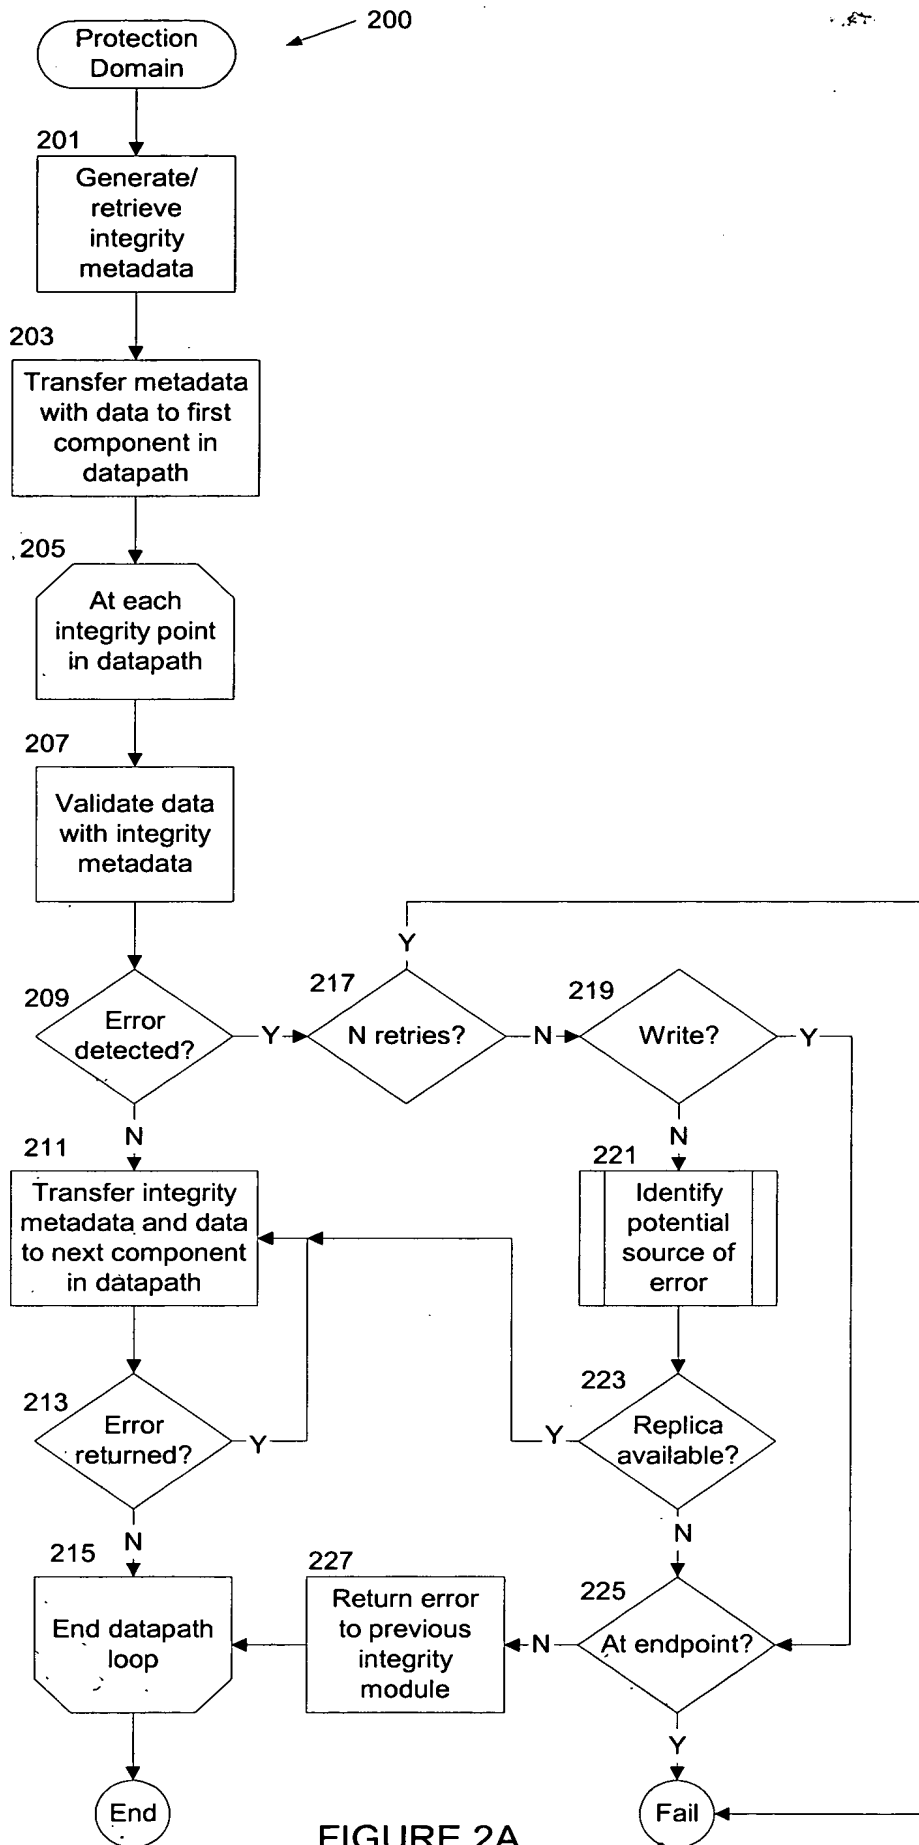 200
Protection
Domain
201
Generate/
retrieve
integrity
metadata
203
Transfer metadata
with data to first
component in
datapath
205
At each
integrity point
in datapath
207
Validate data
with integrity
metadata
209
Error
detected?
Y
N
217
N retries?
Y
N
219
Write?
Y
N
211
Transfer integrity
metadata and data
to next component
in datapath
221
Identify
potential
source of
error
213
Error
returned?
Y
N
223
Replica
available?
Y
N
215
End datapath
loop
227
Return error
to previous
integrity
module
225
At endpoint?
N
Y
End
Fail
FIGURE 2A